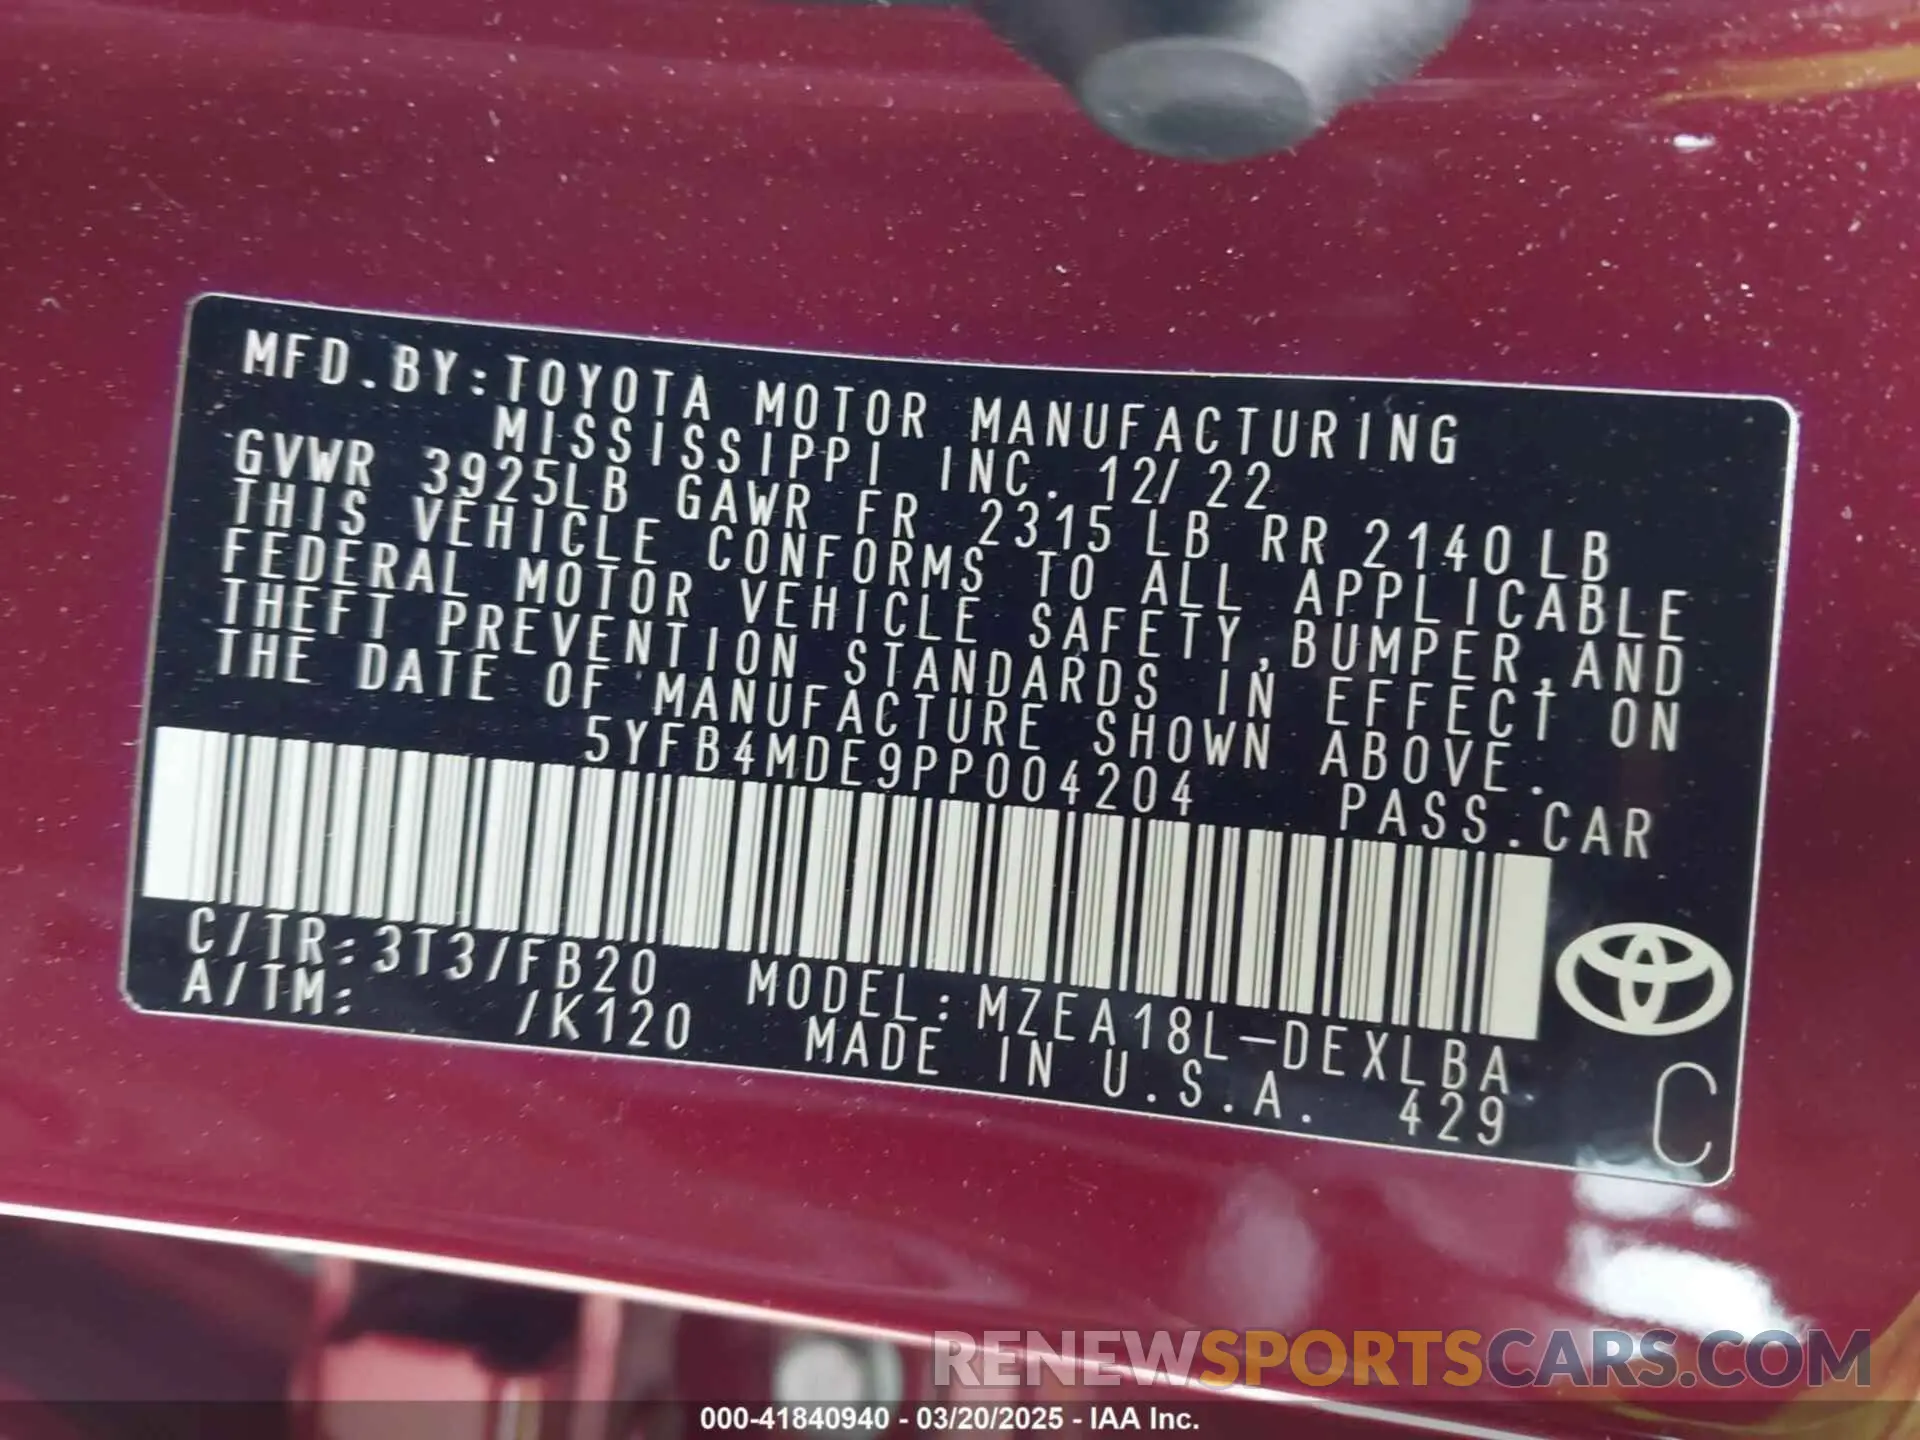 MFD.BY:TOYOTA MOTOR MANUFACTURING
MISSISSIPPI INC. 12/22
GVWR 3925LB GAWR FR 2315LB RR 2140LB
THIS VEHICLE CONFORMS TO ALL APPLICABLE
FEDERAL MOTOR VEHICLE SAFETY,BUMPER,AND
THEFT PREVENTION STANDARDS IN EFFECT ON
THE DATE OF MANUFACTURE SHOWN ABOVE.
5YFB4MDE9PP004204 PASS.CAR
C/TR:3T3/FB20 MODEL:MZEA18L-DEXLBA
A/TM: /K120 MADE IN U.S.A. 429
C
RENEWSPORTSCARS.COM
000-41840940 - 03/20/2025 - IAA Inc.